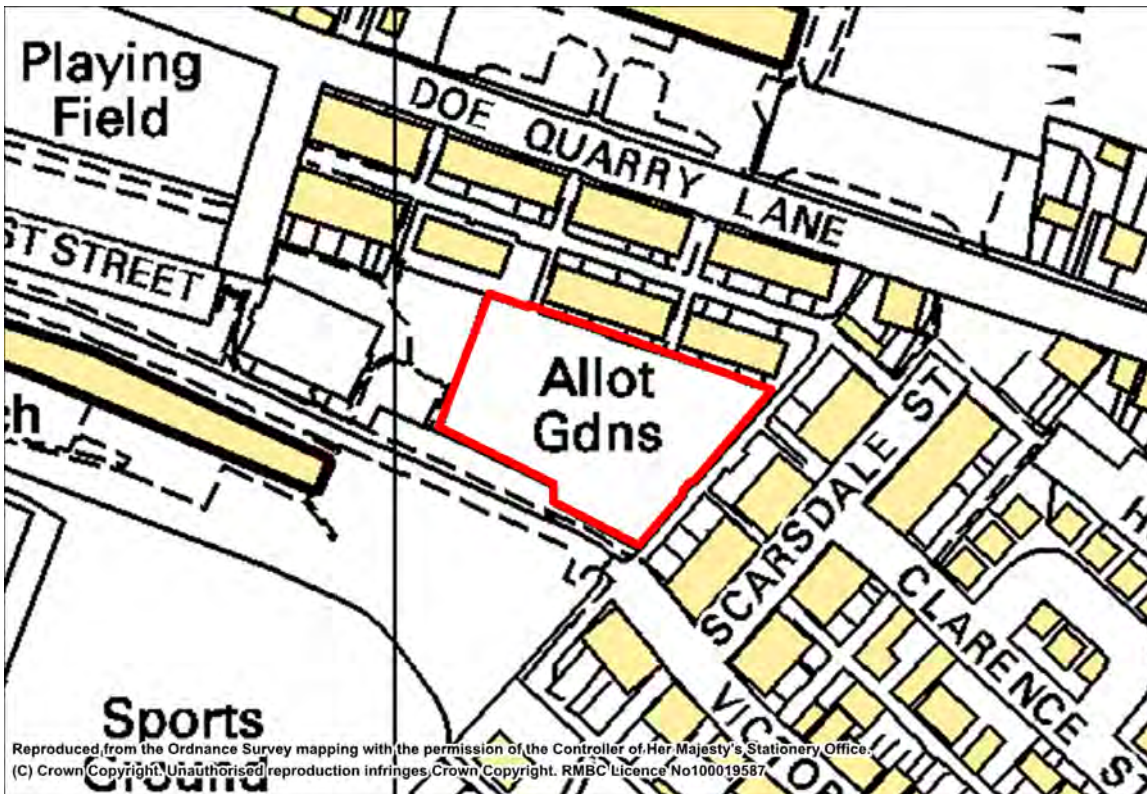 Playing
Field
DOE QUARRY LANE
ST STREET
Allot
Gdns
SCARSDALE ST
CLARENCE S
VICTOR
Sports
Ground
Reproduced from the Ordnance Survey mapping with the permission of the Controller of Her Majesty's Stationery Office.
(C) Crown Copyright. Unauthorised reproduction infringes Crown Copyright. RMBC Licence No100019587